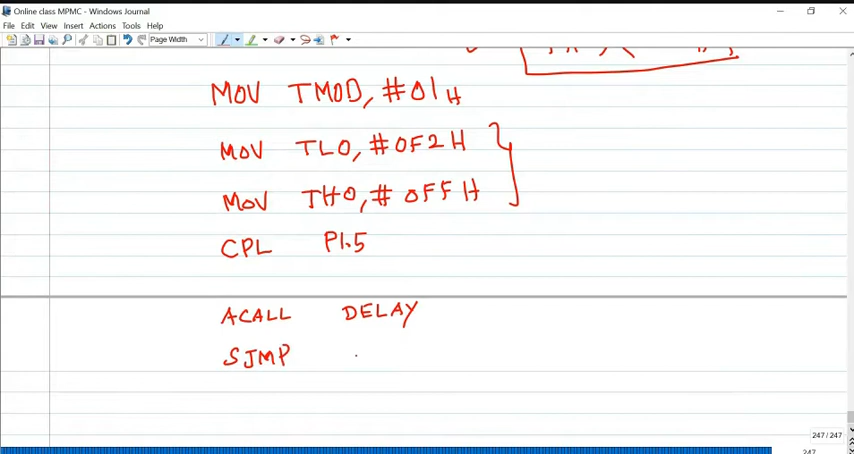 Online class MPMC - Windows Journal
File Edit View Insert Actions Tools Help
Page Width
MOV TMOD, #01H
MOV TL0, #0F2H
MOV TH0, #0FFH
CPL P1.5
ACALL DELAY
SJMP
247 / 247
247